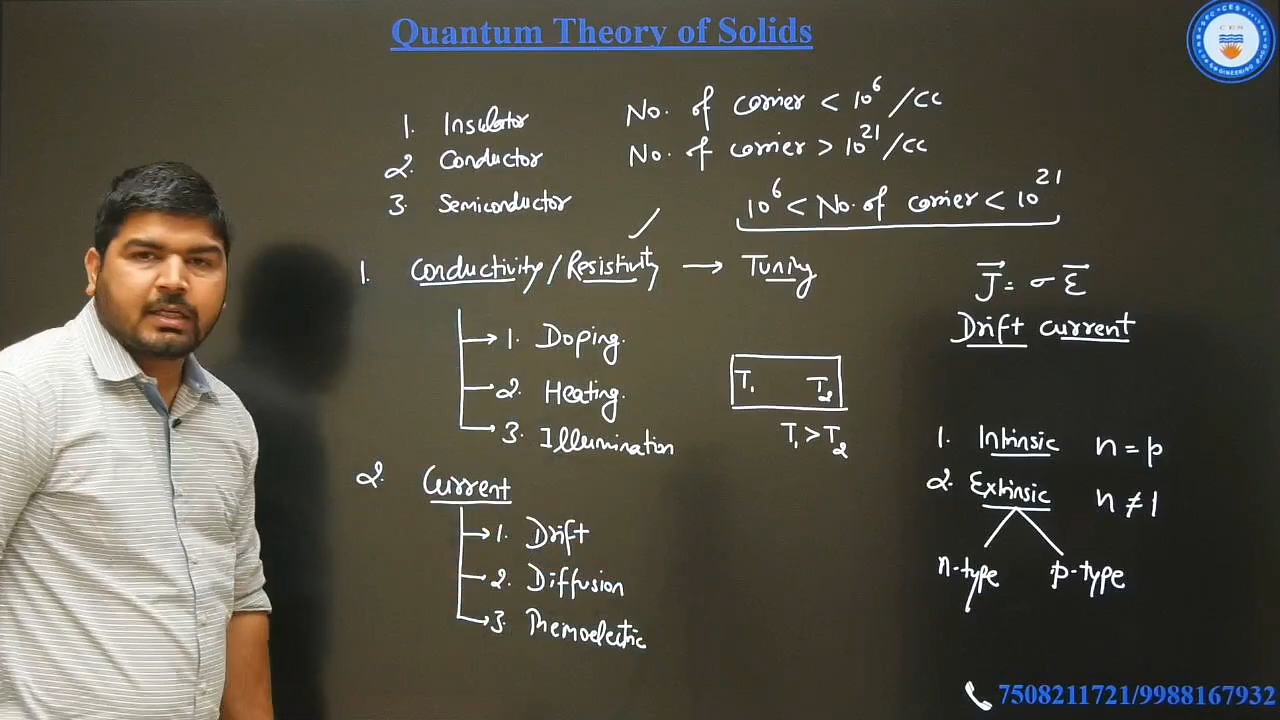 Quantum Theory of Solids
CES
1. Insulator No. of carrier < 10^6 /cc
2. Conductor No. of carrier > 10^21 /cc
3. Semiconductor 10^6 < No. of carrier < 10^21
1. Conductivity / Resistivity → Tuning
J = σ E
Drift current
→ 1. Doping.
→ 2. Heating.
→ 3. Illumination
T1 T2
T1 > T2
2. Current
→ 1. Drift
→ 2. Diffusion
→ 3. Thermoelectric
1. Intrinsic n = p
2. Extrinsic n ≠ 1
n-type p-type
7508211721/9988167932